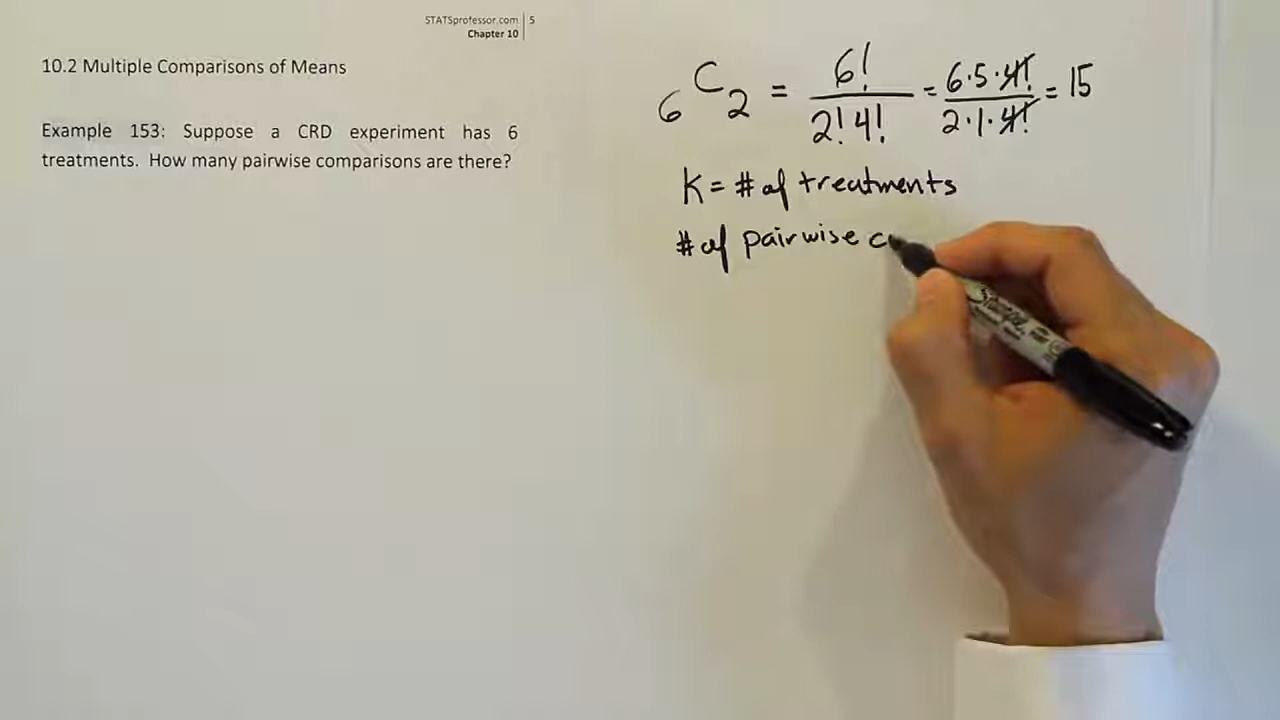 STATSprofessor.com 5
Chapter 10
10.2 Multiple Comparisons of Means
Example 153: Suppose a CRD experiment has 6
treatments. How many pairwise comparisons are there?
6C2 = 6!/2!4! = 6·5·4!/2·1·4! = 15
K = # of treatments
# of pairwise c
Sharpie